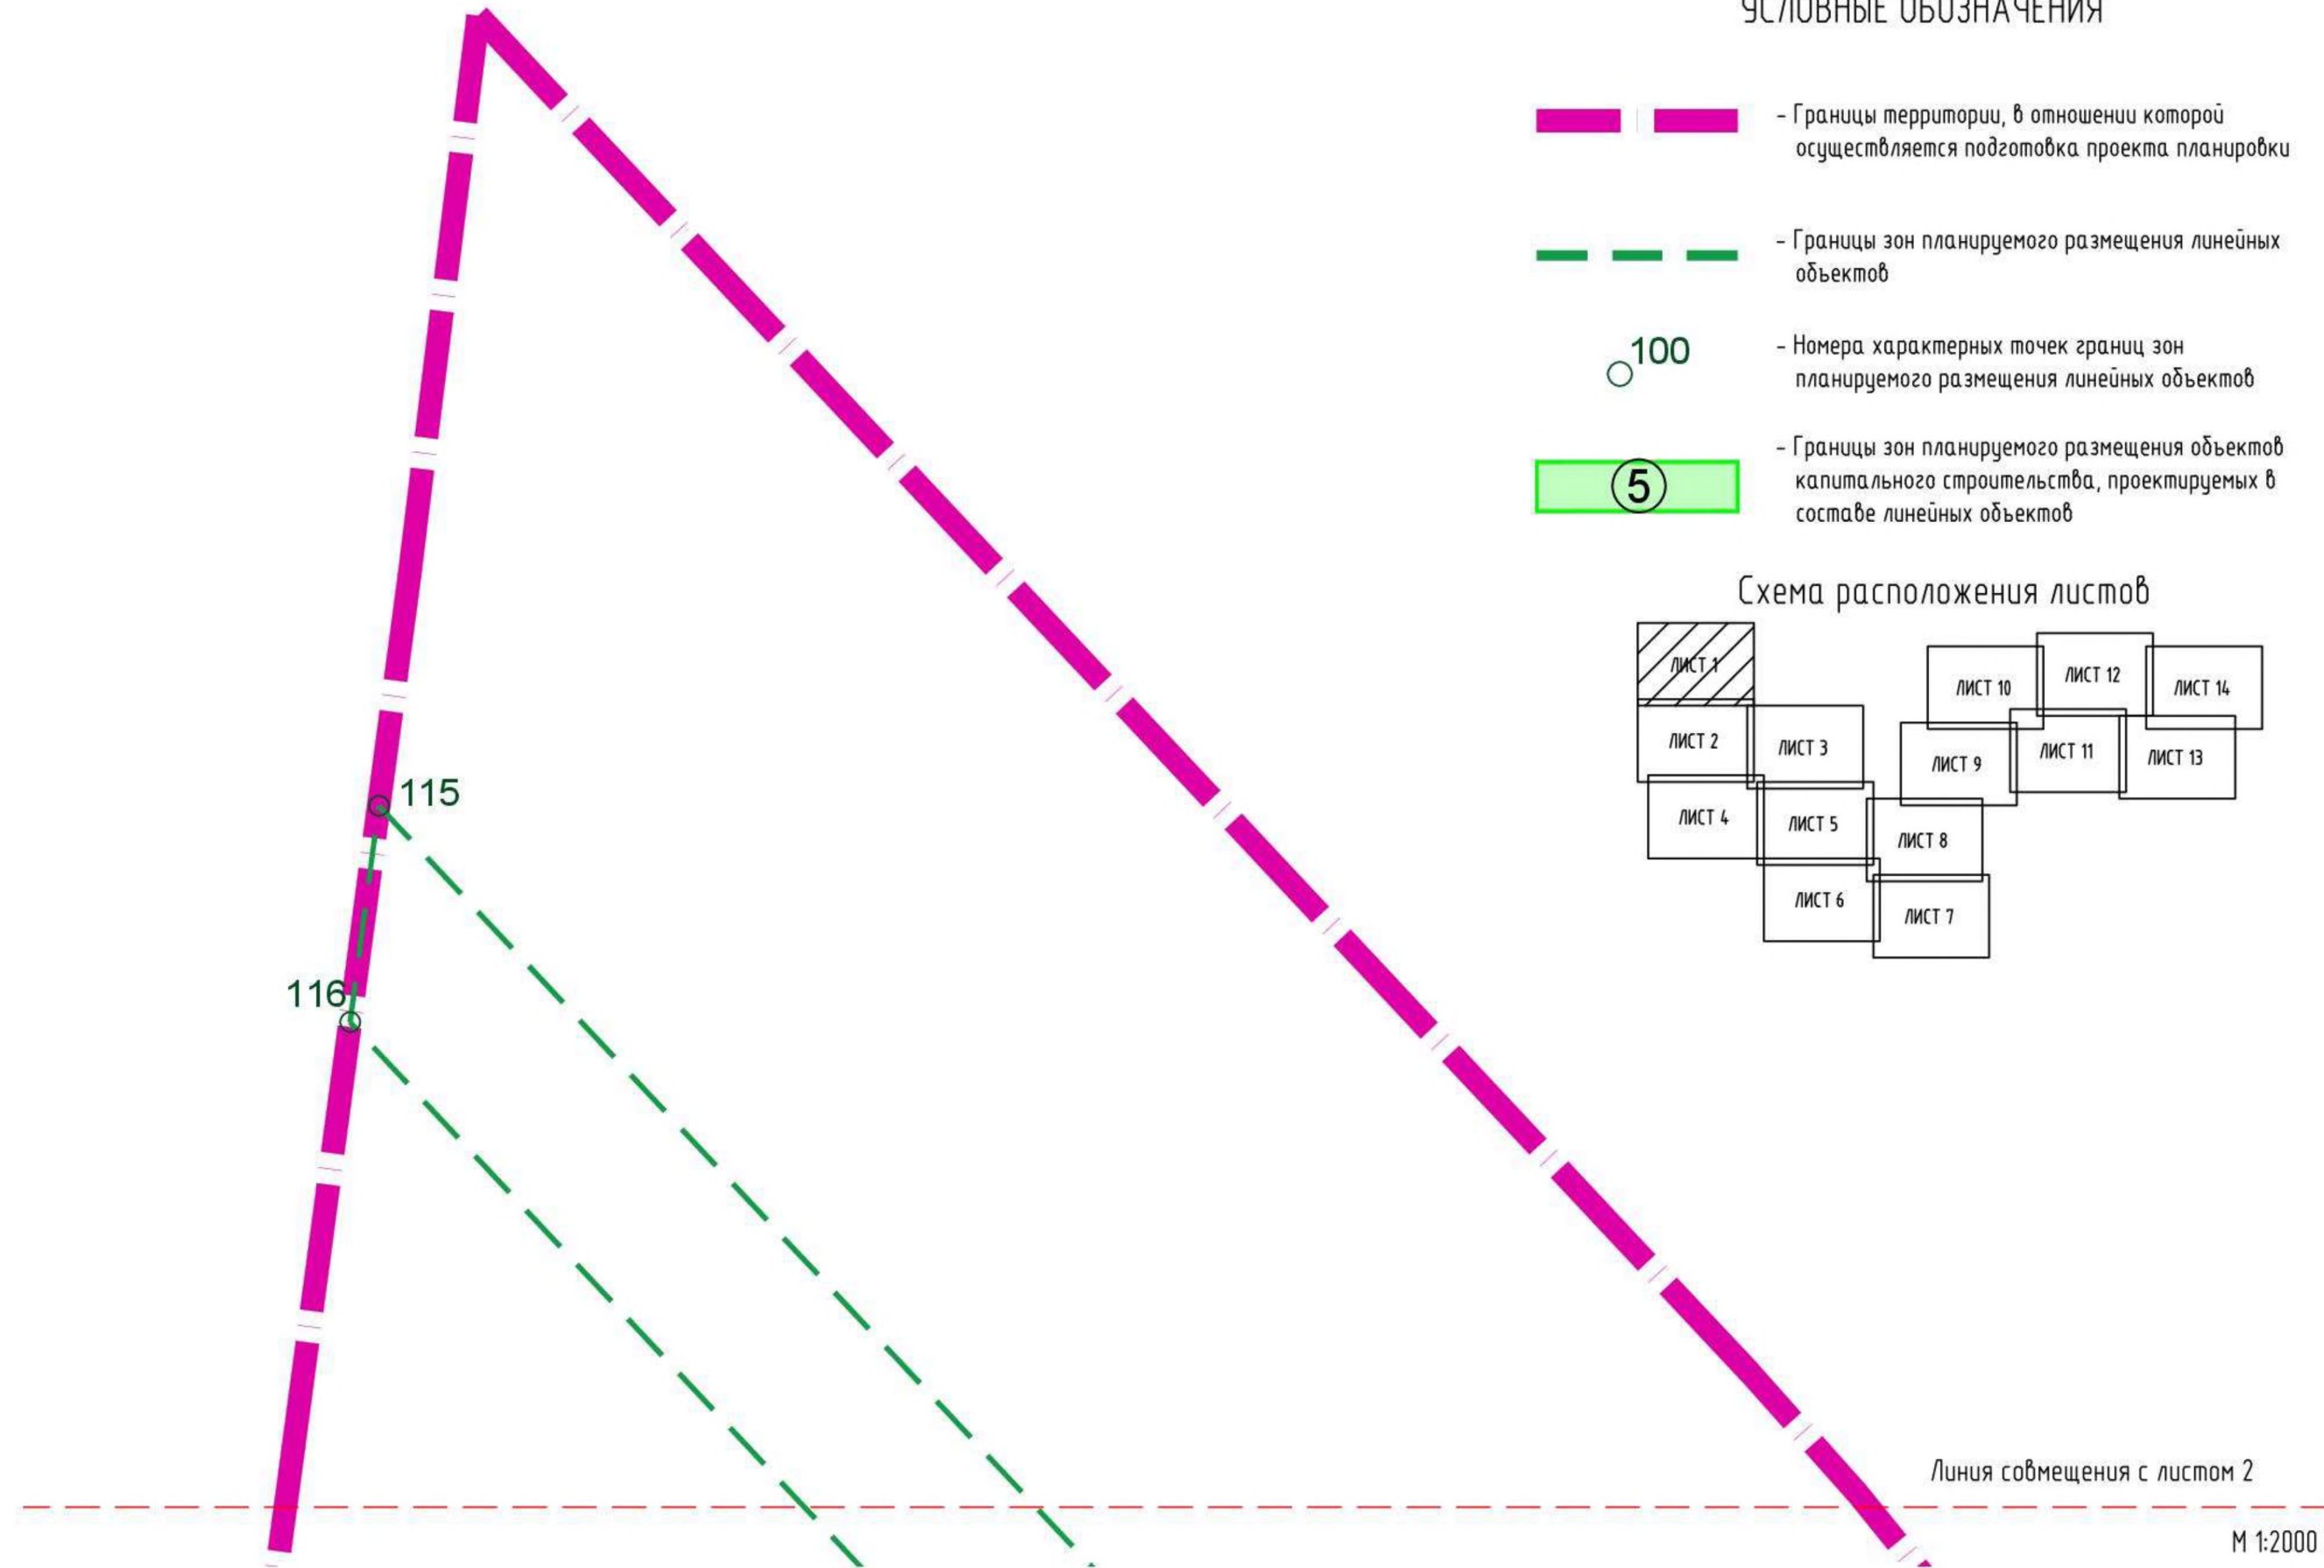 УСЛОВНЫЕ ОБОЗНАЧЕНИЯ
- Границы территории, в отношении которой
осуществляется подготовка проекта планировки
- Границы зон планируемого размещения линейных
объектов
100
- Номера характерных точек границ зон
планируемого размещения линейных объектов
5
- Границы зон планируемого размещения объектов
капитального строительства, проектируемых в
составе линейных объектов
Схема расположения листов
ЛИСТ 1
ЛИСТ 2
ЛИСТ 3
ЛИСТ 4
ЛИСТ 5
ЛИСТ 6
ЛИСТ 7
ЛИСТ 8
ЛИСТ 9
ЛИСТ 10
ЛИСТ 11
ЛИСТ 12
ЛИСТ 13
ЛИСТ 14
115
116
Линия совмещения с листом 2
М 1:2000